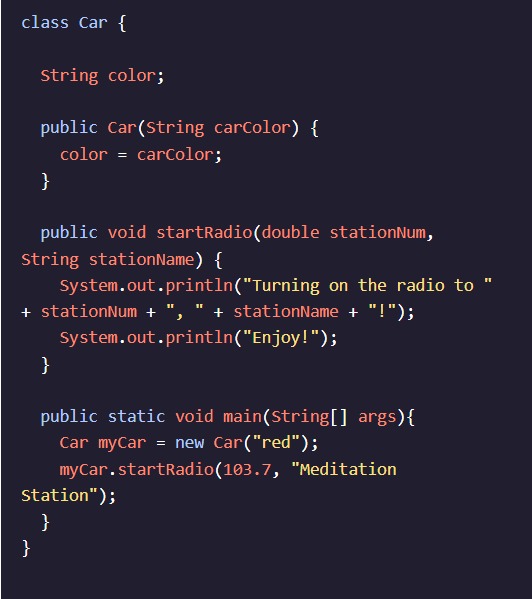 class Car {
String color;
public Car(String carColor) {
color = carColor;
}
public void startRadio(double stationNum,
String stationName) {
System.out.println("Turning on the radio to "
+ stationNum + ", " + stationName + "!");
System.out.println("Enjoy!");
}
public static void main(String[] args){
Car myCar = new Car("red");
myCar.startRadio(103.7, "Meditation
Station");
}
}